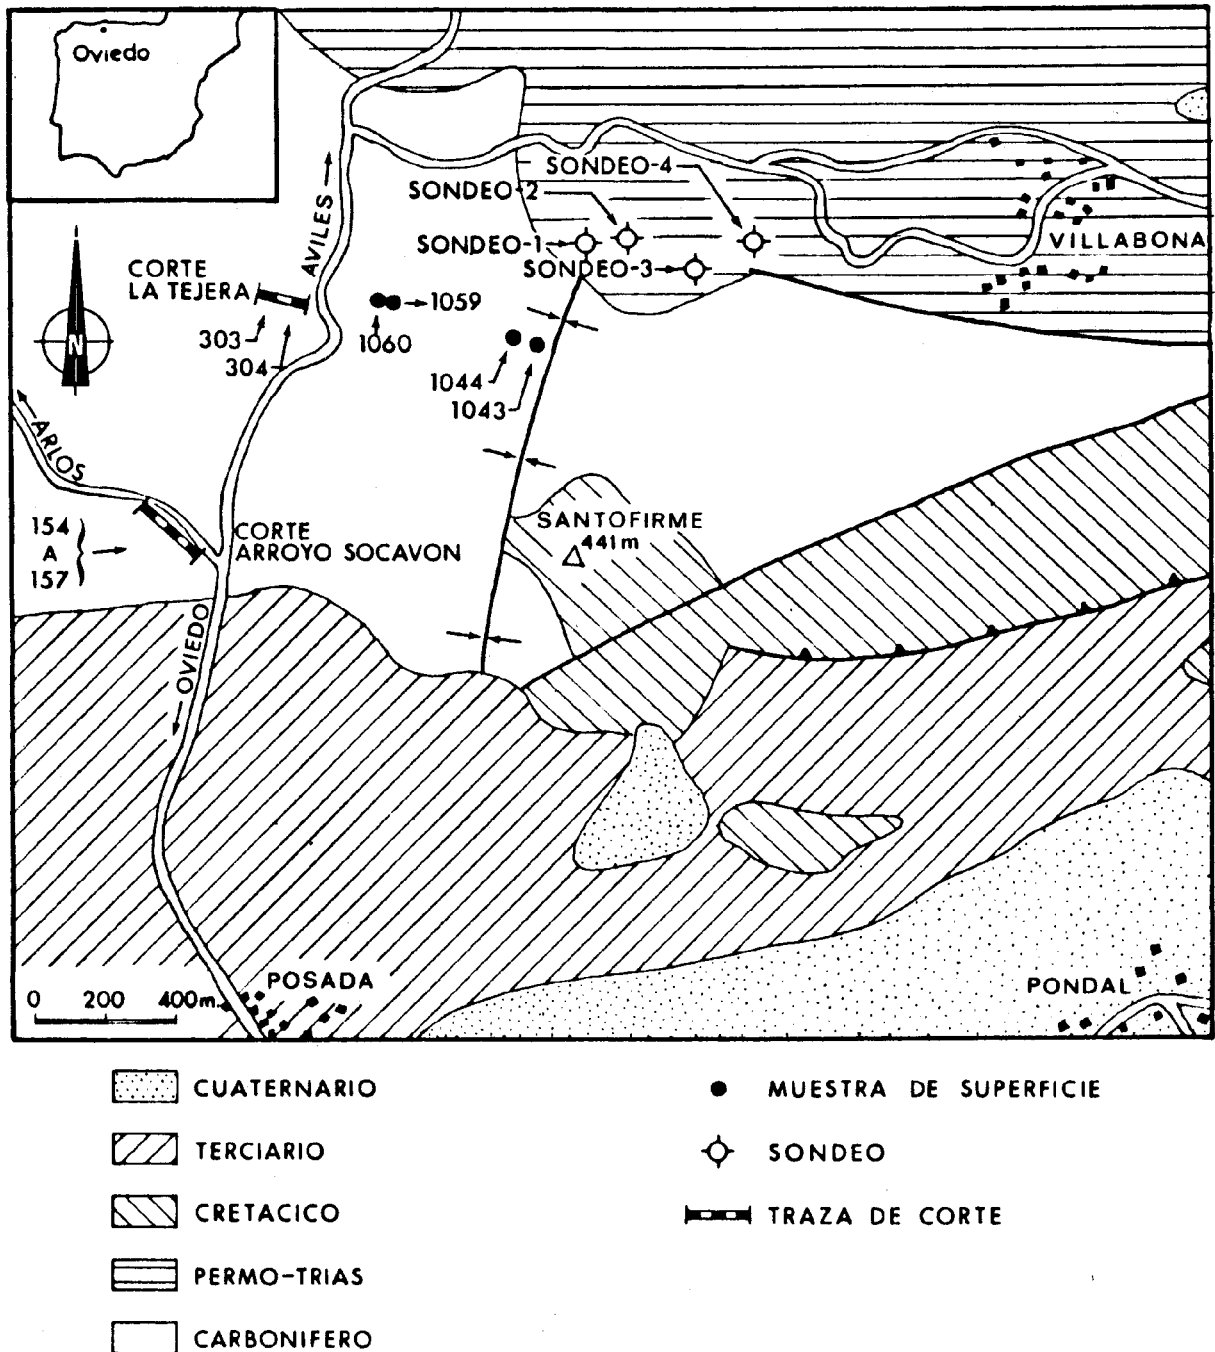 Oviedo
AVILES
SONDEO-4
SONDEO-2
SONDEO-1
SONDEO-3
VILLABONA
CORTE
LA TEJERA
1059
303
304
1060
N
1044
1043
ARLOS
SANTOFIRME
441m
154
A
157
CORTE
ARROYO SOCAVON
OVIEDO
POSADA
0 200 400m.
PONDAL
CUATERNARIO
MUESTRA DE SUPERFICIE
TERCIARIO
SONDEO
CRETACICO
TRAZA DE CORTE
PERMO-TRIAS
CARBONIFERO